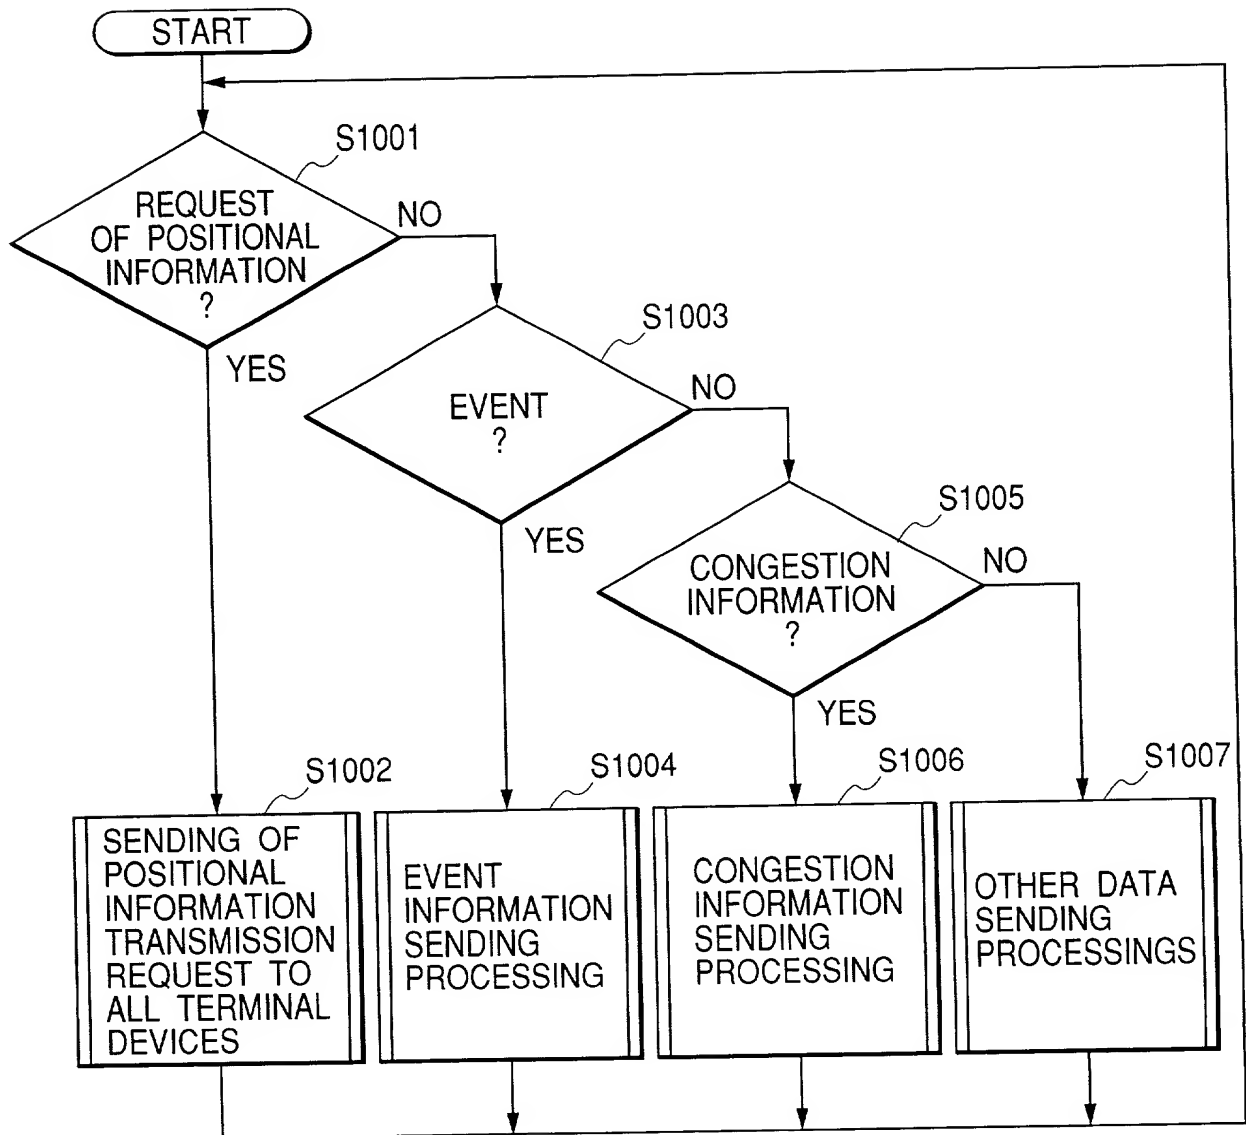 START
S1001
REQUEST
OF POSITIONAL
INFORMATION
?
NO
YES
S1003
EVENT
?
NO
YES
S1005
CONGESTION
INFORMATION
?
NO
YES
S1002
SENDING OF
POSITIONAL
INFORMATION
TRANSMISSION
REQUEST TO
ALL TERMINAL
DEVICES
S1004
EVENT
INFORMATION
SENDING
PROCESSING
S1006
CONGESTION
INFORMATION
SENDING
PROCESSING
S1007
OTHER DATA
SENDING
PROCESSINGS